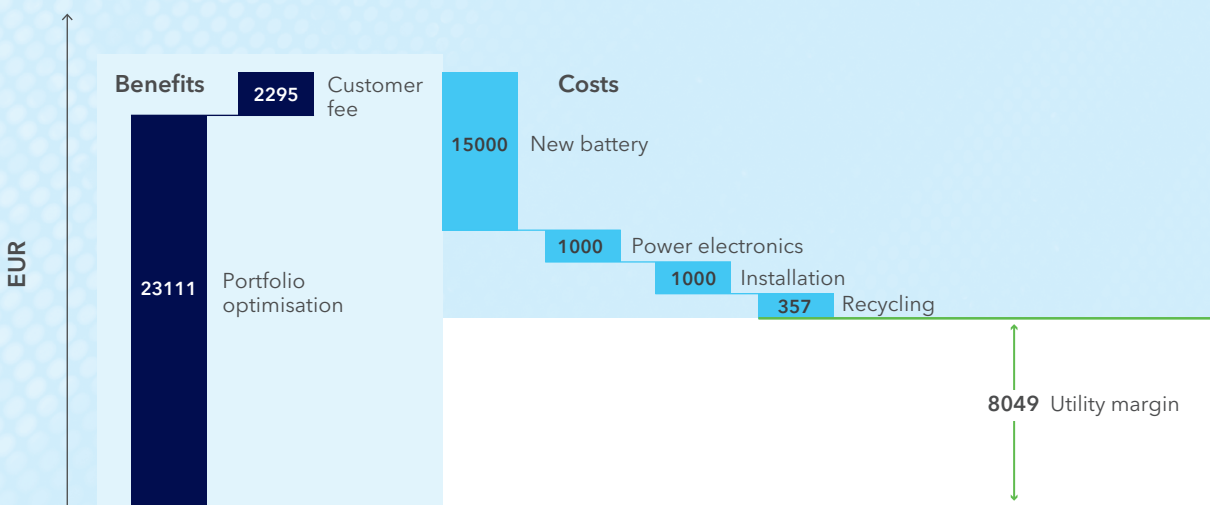 Benefits
2295
Customer
fee
Costs
15000
New battery
EUR
1000
Power electronics
1000
Installation
23111
Portfolio
optimisation
357
Recycling
8049
Utility margin